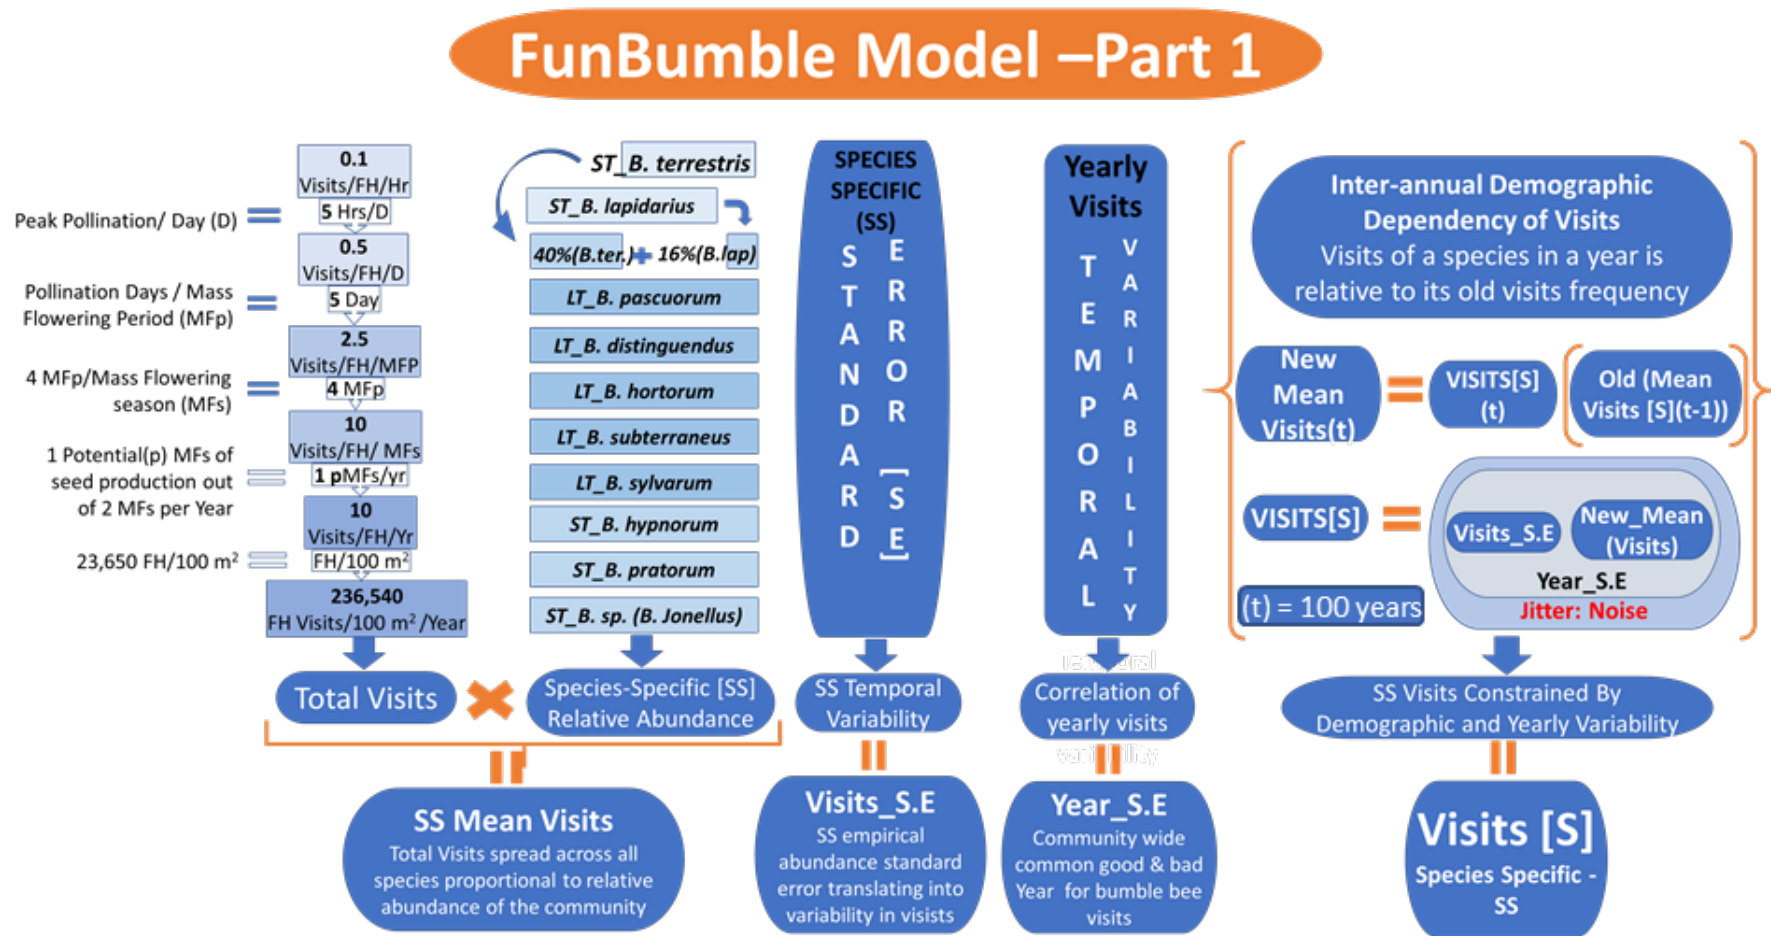 FunBumble Model –Part 1
0.1
Visits/FH/Hr
Peak Pollination/ Day (D)
5 Hrs/D
0.5
Visits/FH/D
Pollination Days / Mass
Flowering Period (MFp)
5 Day
2.5
Visits/FH/MFP
4 MFp/Mass Flowering
season (MFs)
4 MFp
10
Visits/FH/ MFs
1 Potential(p) MFs of
seed production out
of 2 MFs per Year
1 pMFs/yr
10
Visits/FH/Yr
23,650 FH/100 m²
FH/100 m²
236,540
FH Visits/100 m²/Year
Total Visits
ST_B. terrestris
ST_B. lapidarius
40%(B.ter.)+ 16%(B.lap)
LT_B. pascuorum
LT_B. distinguendus
LT_B. hortorum
LT_B. subterraneus
LT_B. sylvarum
ST_B. hypnorum
ST_B. pratorum
ST_B. sp. (B. Jonellus)
Species-Specific [SS]
Relative Abundance
SS Mean Visits
Total Visits spread across all
species proportional to relative
abundance of the community
SPECIES
SPECIFIC
(SS)
STANDARD
ERROR [SE]
SS Temporal
Variability
Visits_S.E
SS empirical
abundance standard
error translating into
variability in visists
Yearly
Visits
TEMPORAL
VARIABILITY
Temporal
Correlation of
yearly visits
variability
Year_S.E
Community wide
common good & bad
Year for bumble bee
visits
Inter-annual Demographic
Dependency of Visits
Visits of a species in a year is
relative to its old visits frequency
New
Mean
Visits(t)
=
VISITS[S]
(t)
Old (Mean
Visits [S](t-1))
VISITS[S]
=
Visits_S.E
New_Mean
(Visits)
Year_S.E
Jitter: Noise
(t) = 100 years
SS Visits Constrained By
Demographic and Yearly Variability
Visits [S]
Species Specific -
SS